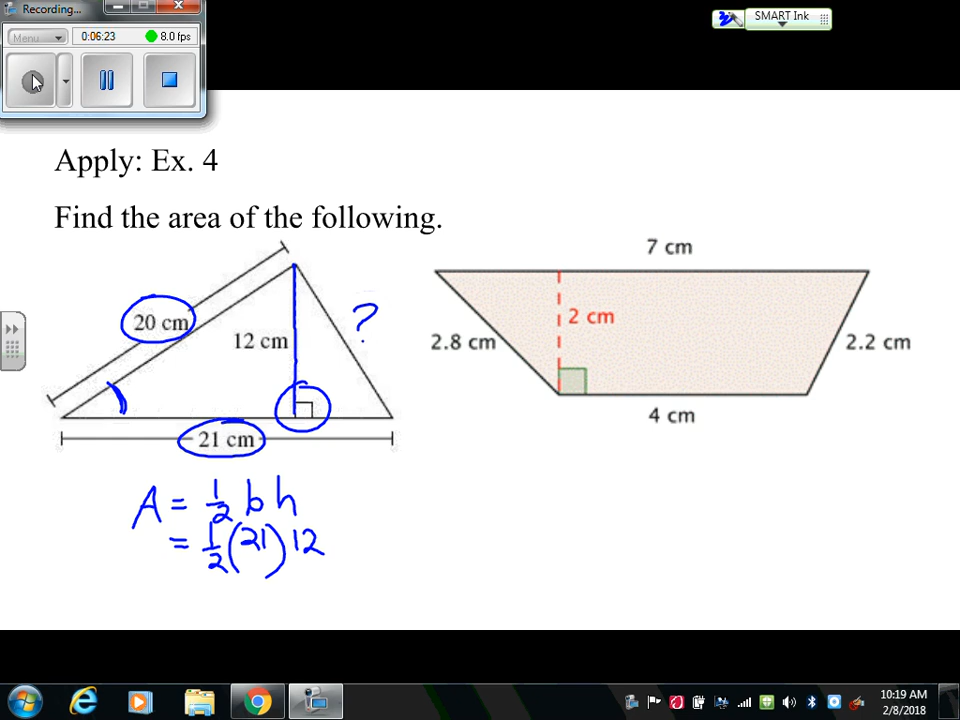 Recording...
Menu
0:06:23
8.0 fps
SMART Ink
Apply: Ex. 4
Find the area of the following.
20 cm
12 cm
?
21 cm
7 cm
2 cm
2.8 cm
2.2 cm
4 cm
A = 1/2 b h
= 1/2 (21) 12
10:19 AM
2/8/2018